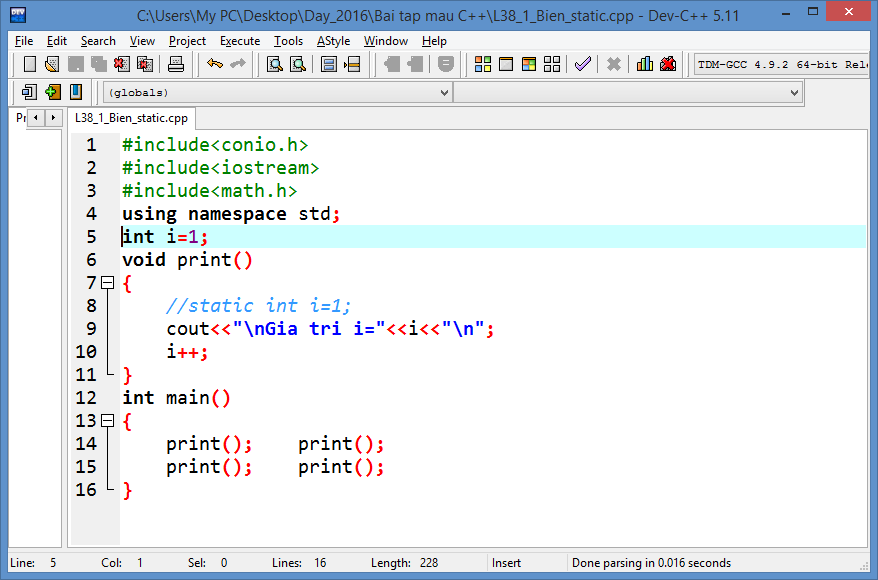 C:\Users\My PC\Desktop\Day_2016\Bai tap mau C++\L38_1_Bien_static.cpp - Dev-C++ 5.11
File Edit Search View Project Execute Tools AStyle Window Help
TDM-GCC 4.9.2 64-bit Rel
(globals)
L38_1_Bien_static.cpp
1 #include<conio.h>
2 #include<iostream>
3 #include<math.h>
4 using namespace std;
5 int i=1;
6 void print()
7 {
8 //static int i=1;
9 cout<<"\nGia tri i="<<i<<"\n";
10 i++;
11 }
12 int main()
13 {
14 print(); print();
15 print(); print();
16 }
Line: 5 Col: 1 Sel: 0 Lines: 16 Length: 228 Insert Done parsing in 0.016 seconds